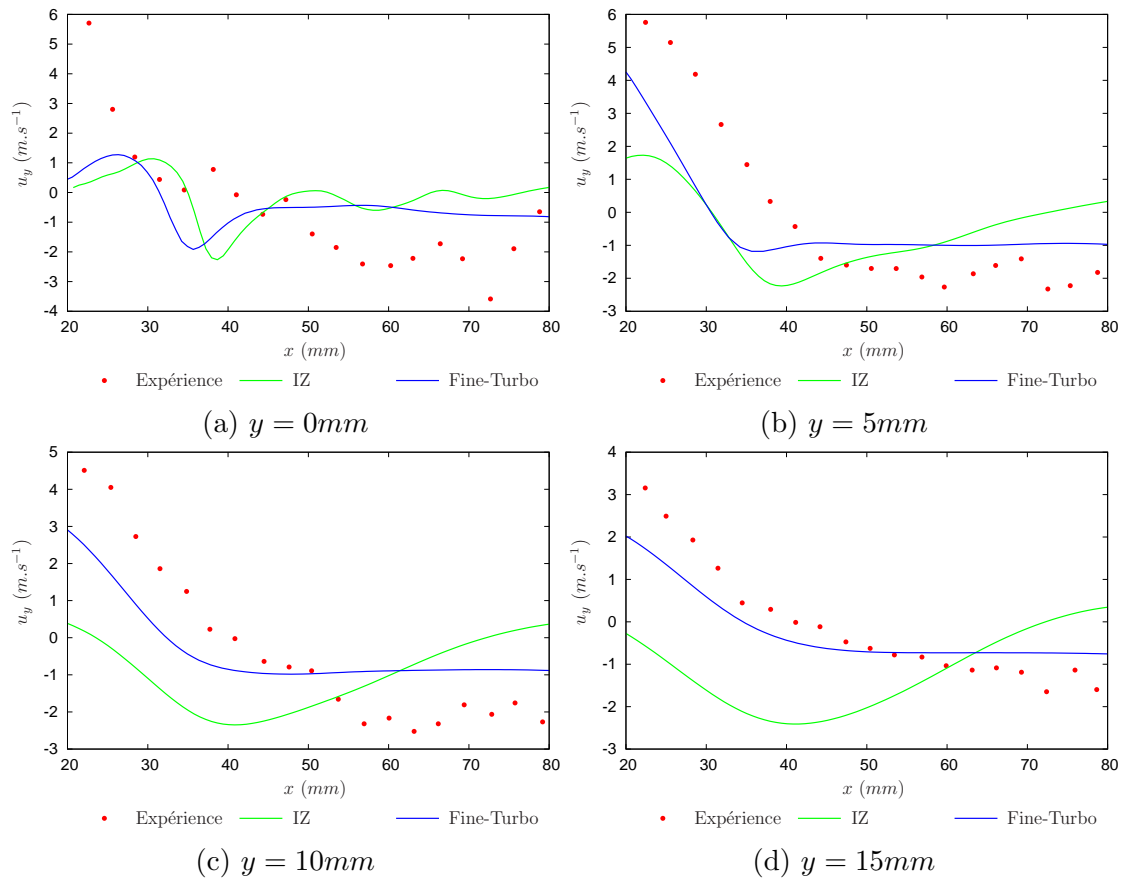 6
5
4
3
2
1
0
-1
-2
-3
-4
u_y (m.s⁻¹)
20 30 40 50 60 70 80
x (mm)
Expérience IZ Fine-Turbo
(a) y = 0mm
6
5
4
3
2
1
0
-1
-2
-3
u_y (m.s⁻¹)
20 30 40 50 60 70 80
x (mm)
Expérience IZ Fine-Turbo
(b) y = 5mm
5
4
3
2
1
0
-1
-2
-3
u_y (m.s⁻¹)
20 30 40 50 60 70 80
x (mm)
Expérience IZ Fine-Turbo
(c) y = 10mm
4
3
2
1
0
-1
-2
-3
u_y (m.s⁻¹)
20 30 40 50 60 70 80
x (mm)
Expérience IZ Fine-Turbo
(d) y = 15mm